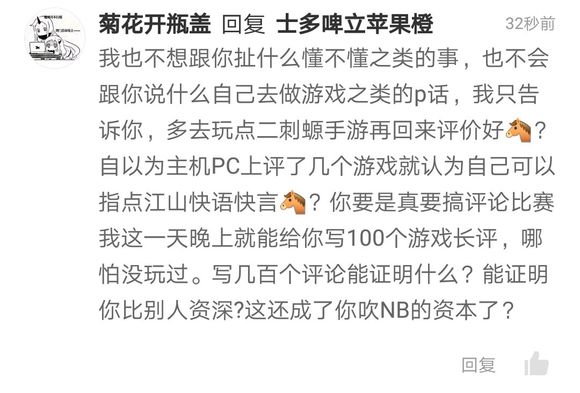 菊花开瓶盖 回复 士多啤立苹果橙
32秒前
我也不想跟你扯什么懂不懂之类的事，也不会
跟你说什么自己去做游戏之类的p话，我只告
诉你，多去玩点二刺螈手游再回来评价好🐴？
自以为主机PC上评了几个游戏就认为自己可以
指点江山快语快言🐴？你要是真要搞评论比赛
我这一天晚上就能给你写100个游戏长评，哪
怕没玩过。写几百个评论能证明什么？能证明
你比别人资深?这还成了你吹NB的资本了？
回复